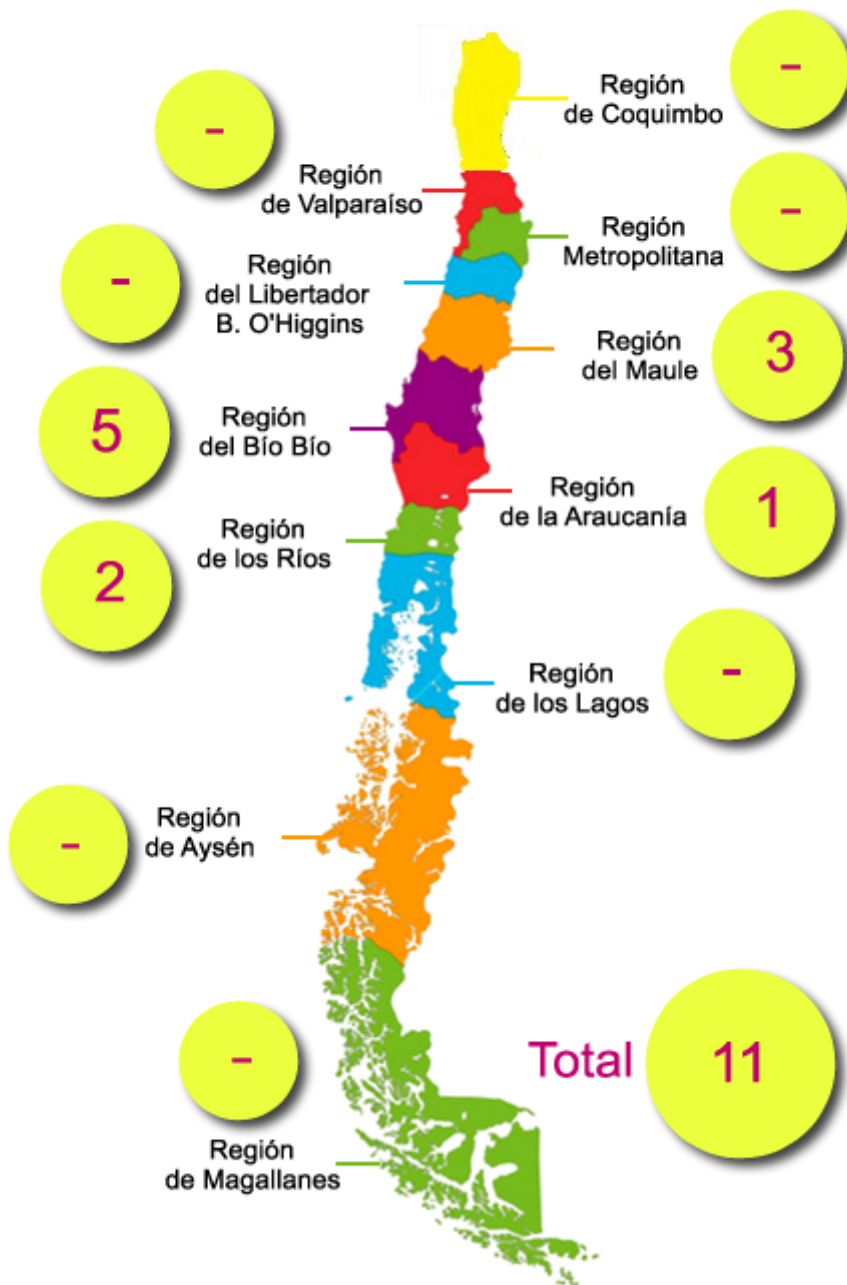 -
Región
de Coquimbo
-
Región
de Valparaíso
-
Región
Metropolitana
-
Región
del Libertador
B. O'Higgins
3
Región
del Maule
5
Región
del Bío Bío
1
Región
de la Araucanía
2
Región
de los Ríos
-
Región
de los Lagos
-
Región
de Aysén
-
Región
de Magallanes
Total 11